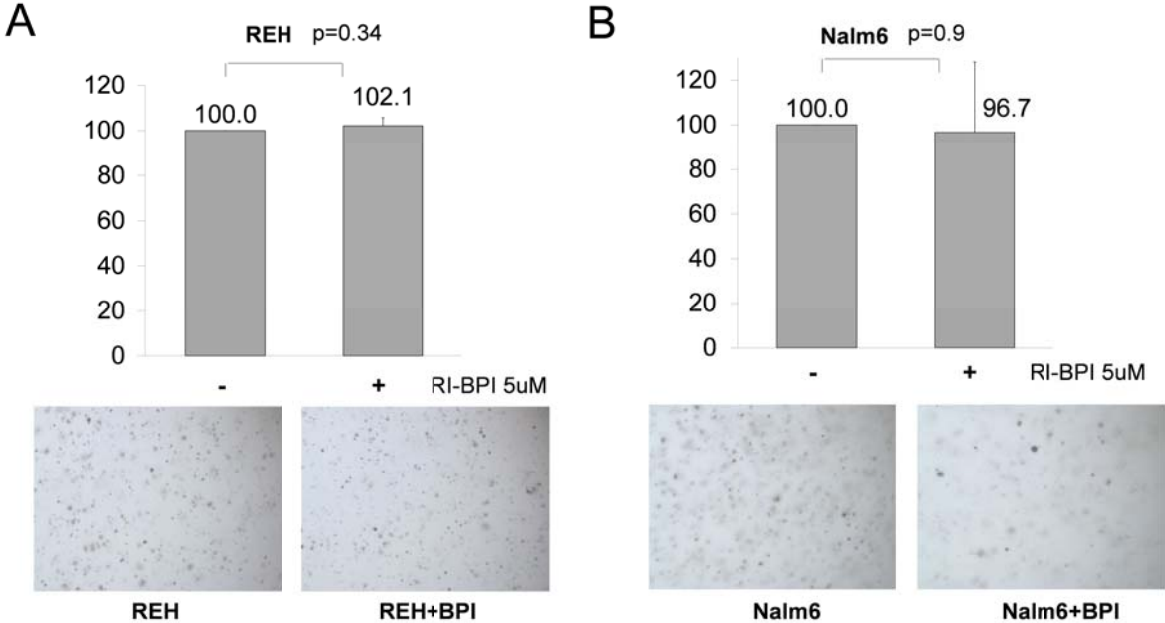 A
REH p=0.34
120
100
80
60
40
20
0
100.0
102.1
- + RI-BPI 5uM
REH
REH+BPI
B
Nalm6 p=0.9
120
100
80
60
40
20
0
100.0
96.7
- + RI-BPI 5uM
Nalm6
Nalm6+BPI